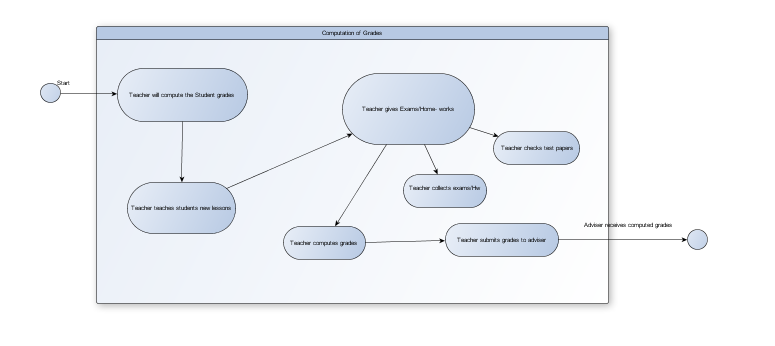 Computation of Grades
Start
Teacher will compute the Student grades
Teacher gives Exams/Home- works
Teacher checks test papers
Teacher collects exams/Hw
Teacher teaches students new lessons
Adviser receives computed grades
Teacher computes grades
Teacher submits grades to adviser